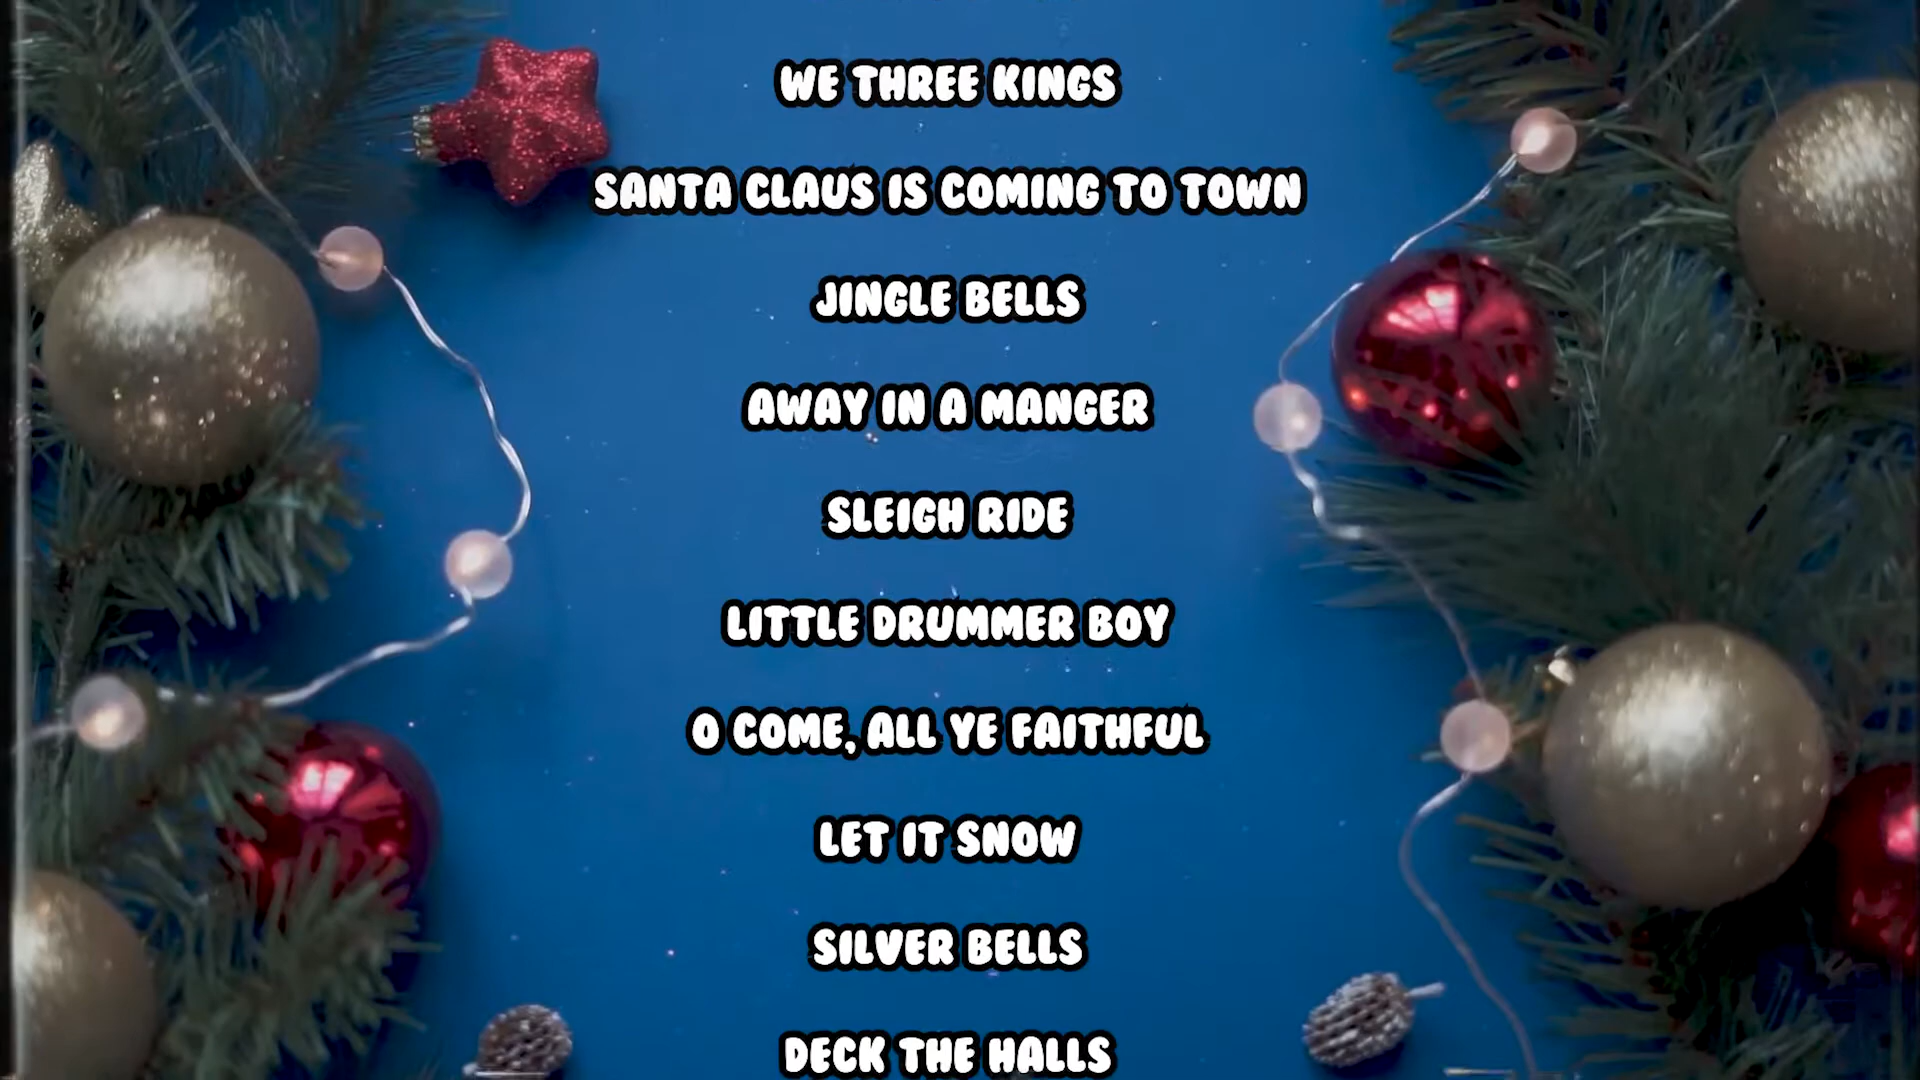 WE THREE KINGS
SANTA CLAUS IS COMING TO TOWN
JINGLE BELLS
AWAY IN A MANGER
SLEIGH RIDE
LITTLE DRUMMER BOY
O COME, ALL YE FAITHFUL
LET IT SNOW
SILVER BELLS
DECK THE HALLS